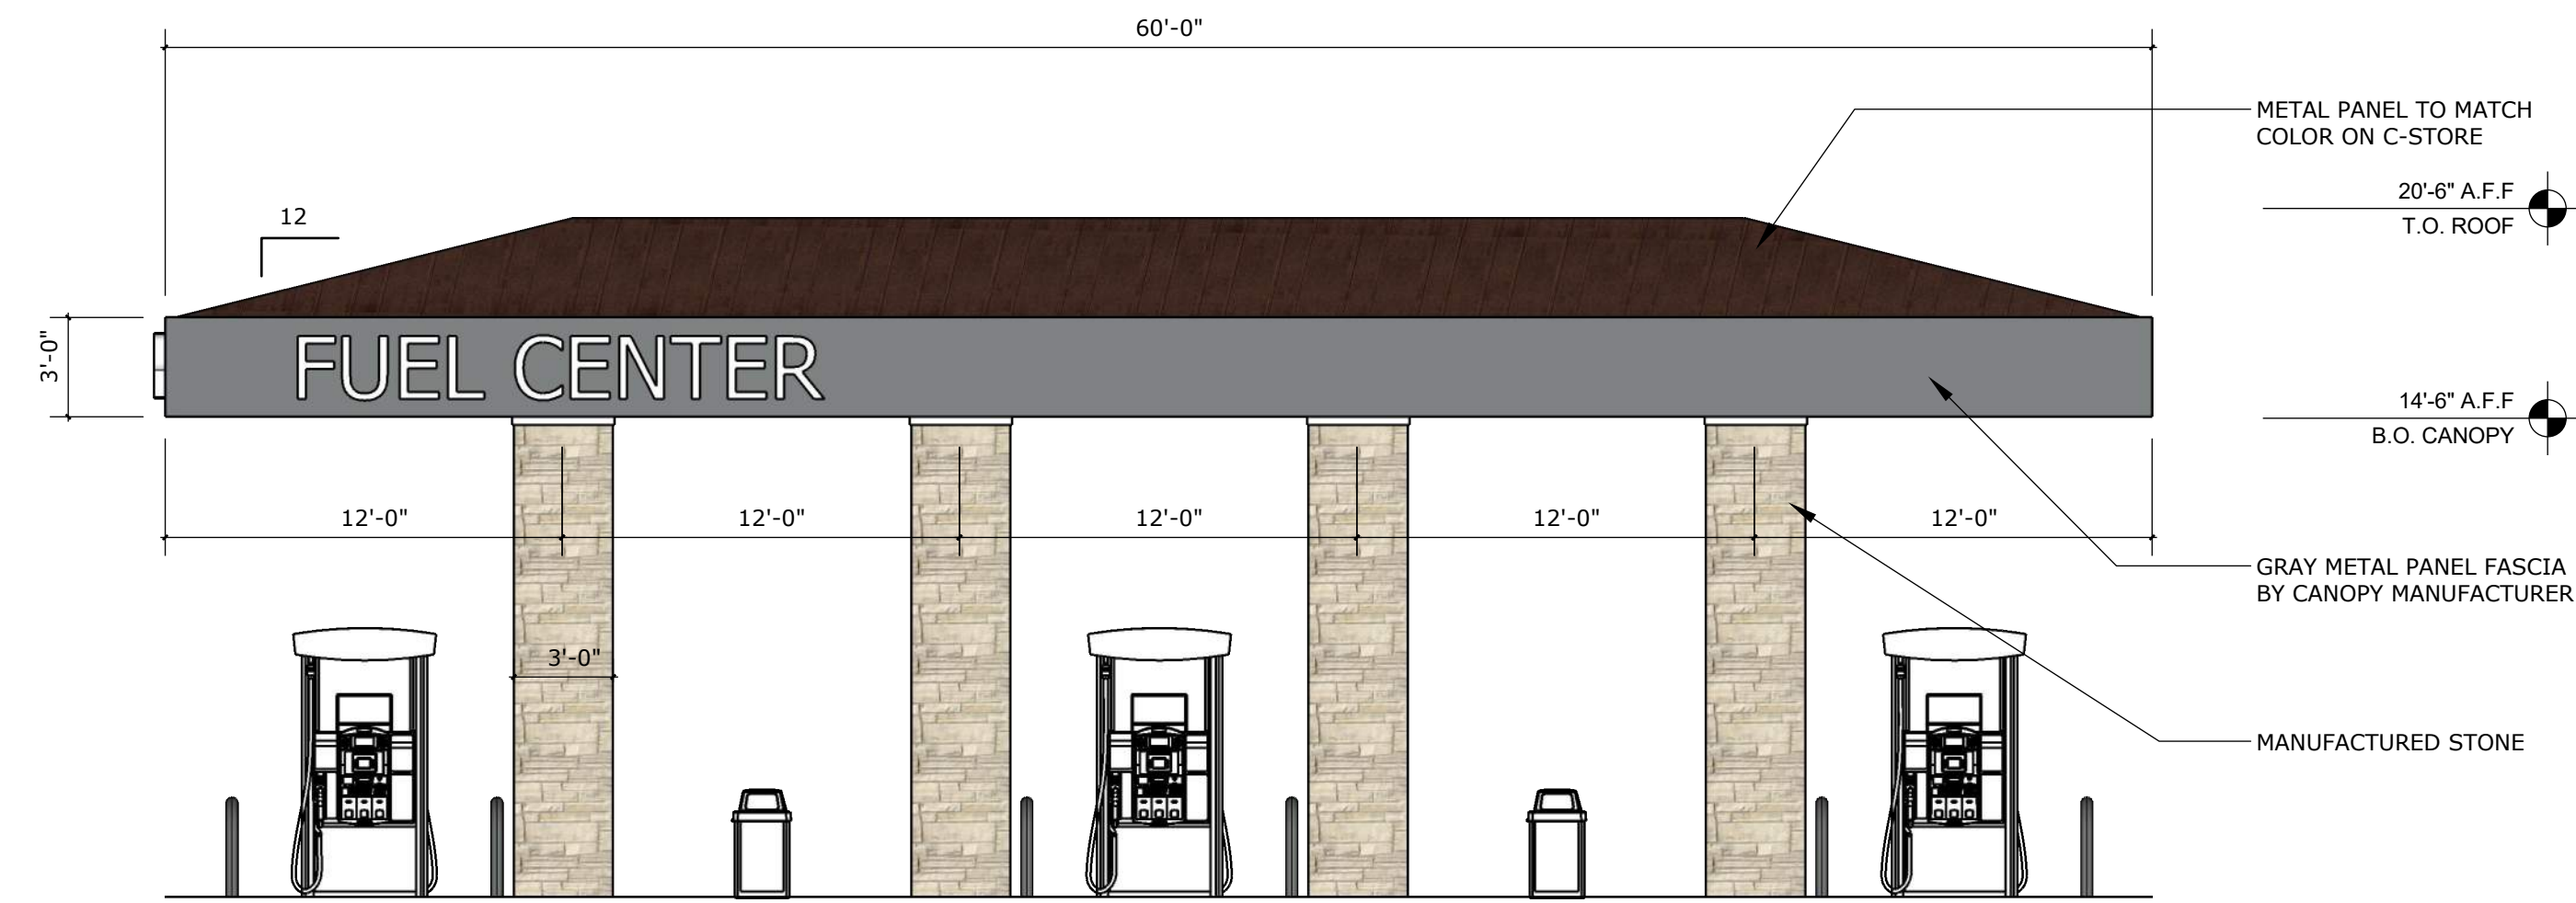 60'-0"
METAL PANEL TO MATCH
COLOR ON C-STORE
20'-6" A.F.F
T.O. ROOF
12
3'-0"
FUEL CENTER
14'-6" A.F.F
B.O. CANOPY
12'-0"
12'-0"
12'-0"
12'-0"
12'-0"
GRAY METAL PANEL FASCIA
BY CANOPY MANUFACTURER
3'-0"
MANUFACTURED STONE